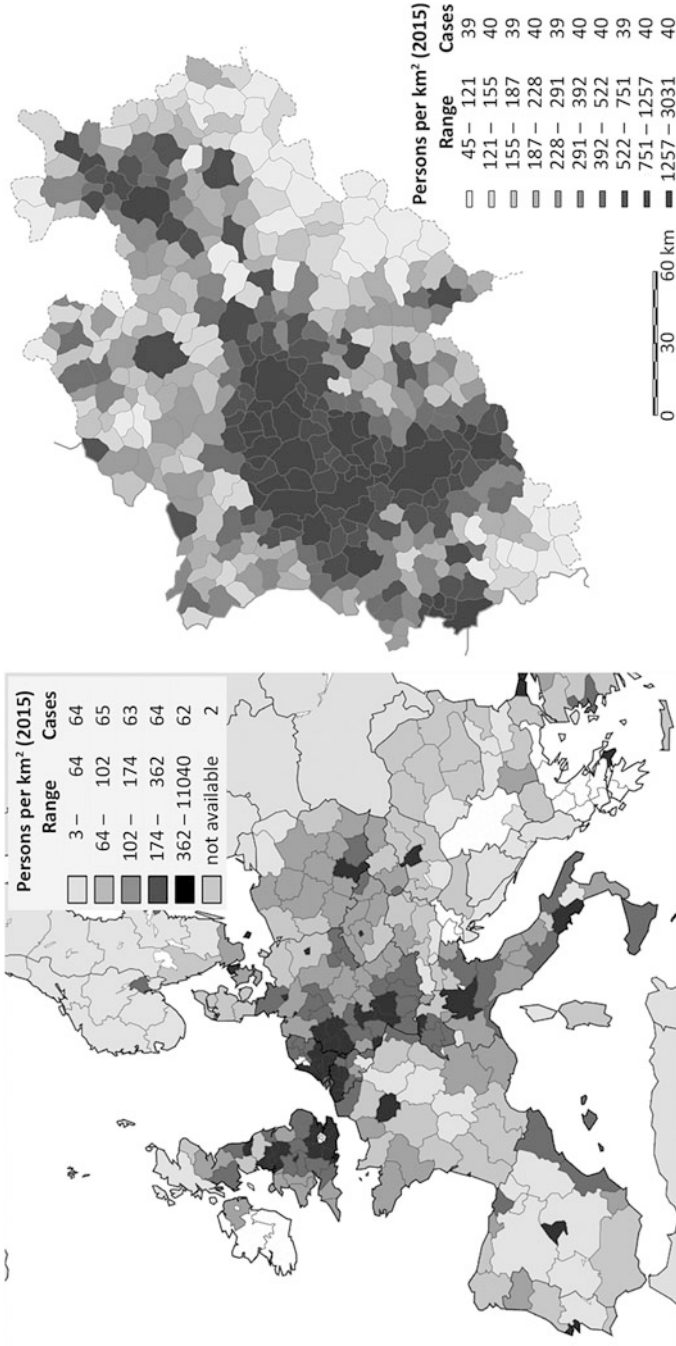 Persons per km² (2015)
Range Cases
3 – 64 64
64 – 102 65
102 – 174 63
174 – 362 64
362 – 11040 62
not available 2
Persons per km² (2015)
Range Cases
45 – 121 39
121 – 155 40
155 – 187 39
187 – 228 40
228 – 291 39
291 – 392 40
392 – 522 40
522 – 751 39
751 – 1257 40
1257 – 3031 40
0 30 60 km